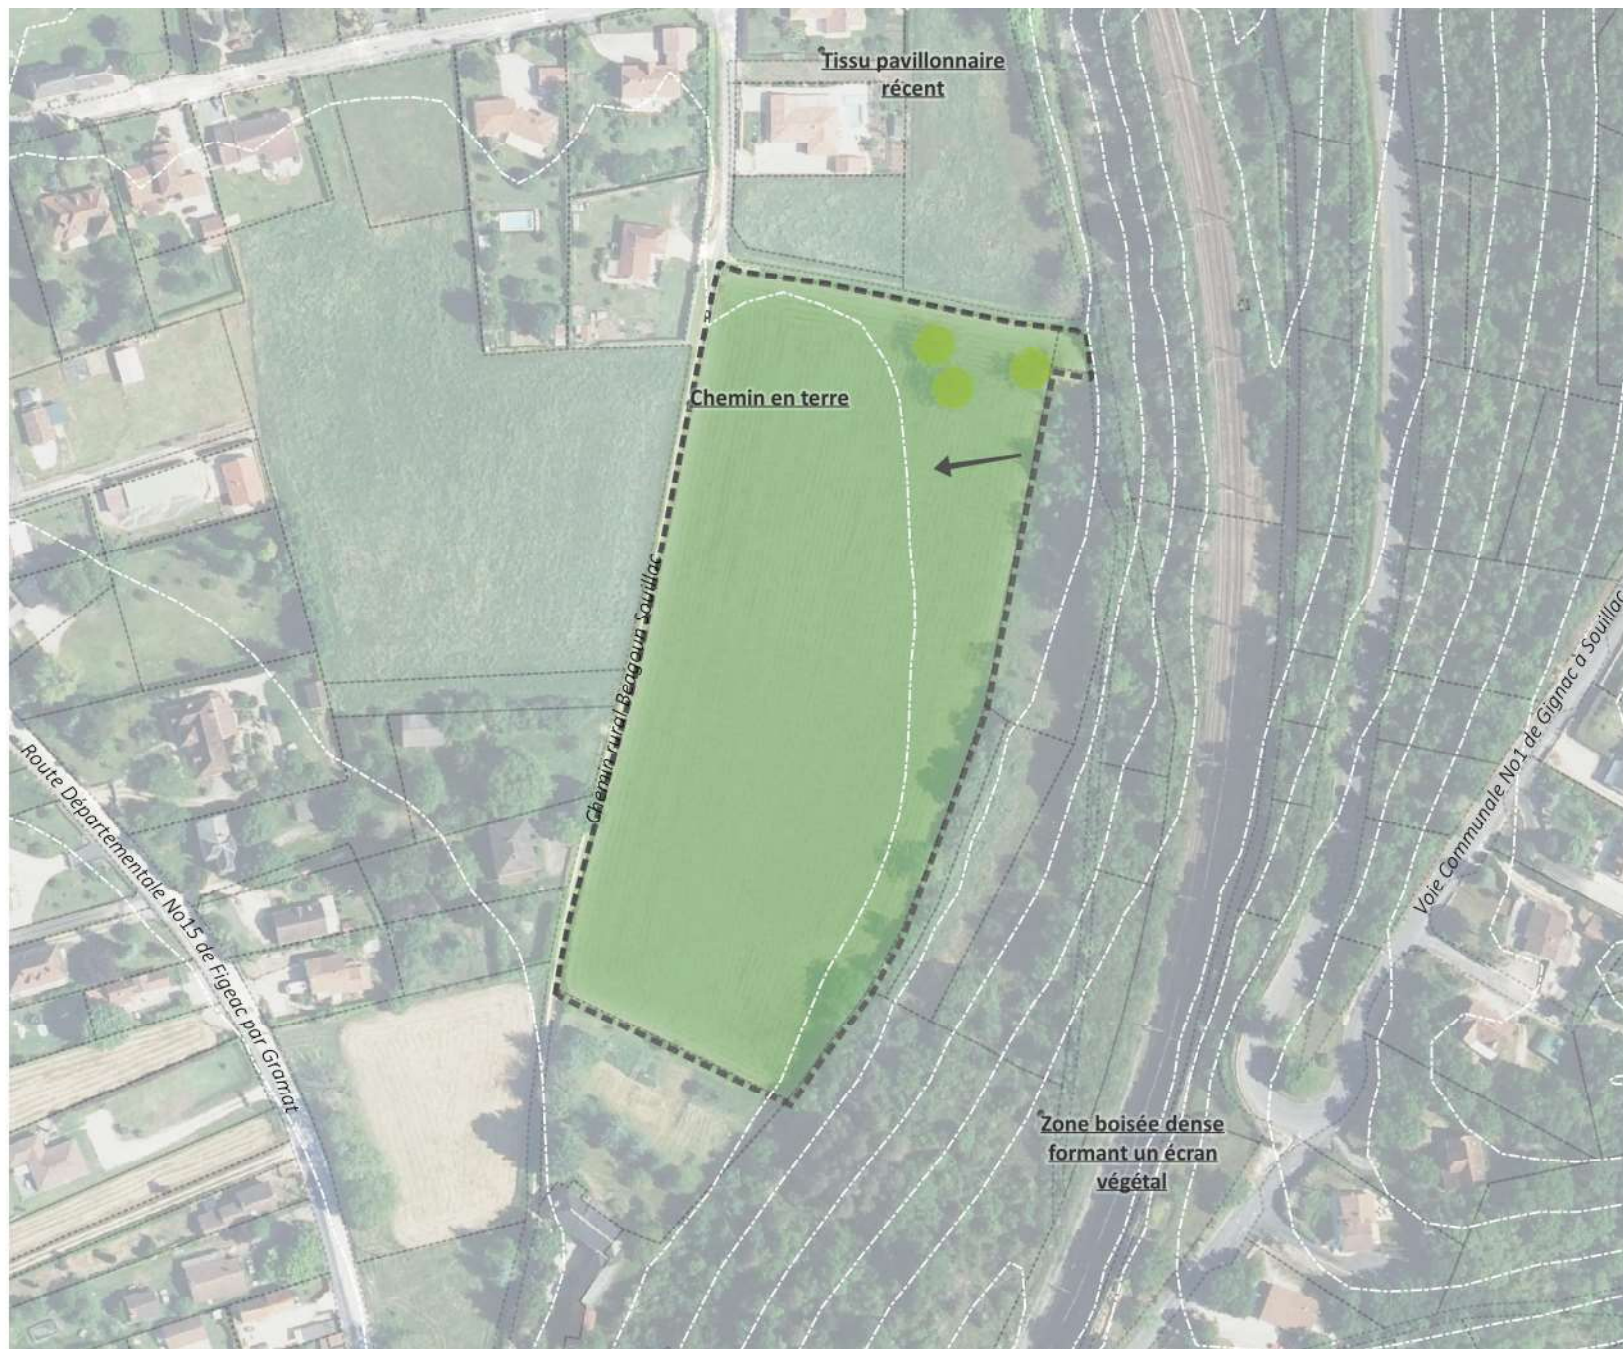 Tissu pavillonnaire
récent
Chemin en terre
Chemin rural Beagoun Souillac
Route Départementale No15 de Figeac par Gramat
Voie Communale No1 de Gignac à Souillac
Zone boisée dense
formant un écran
végétal